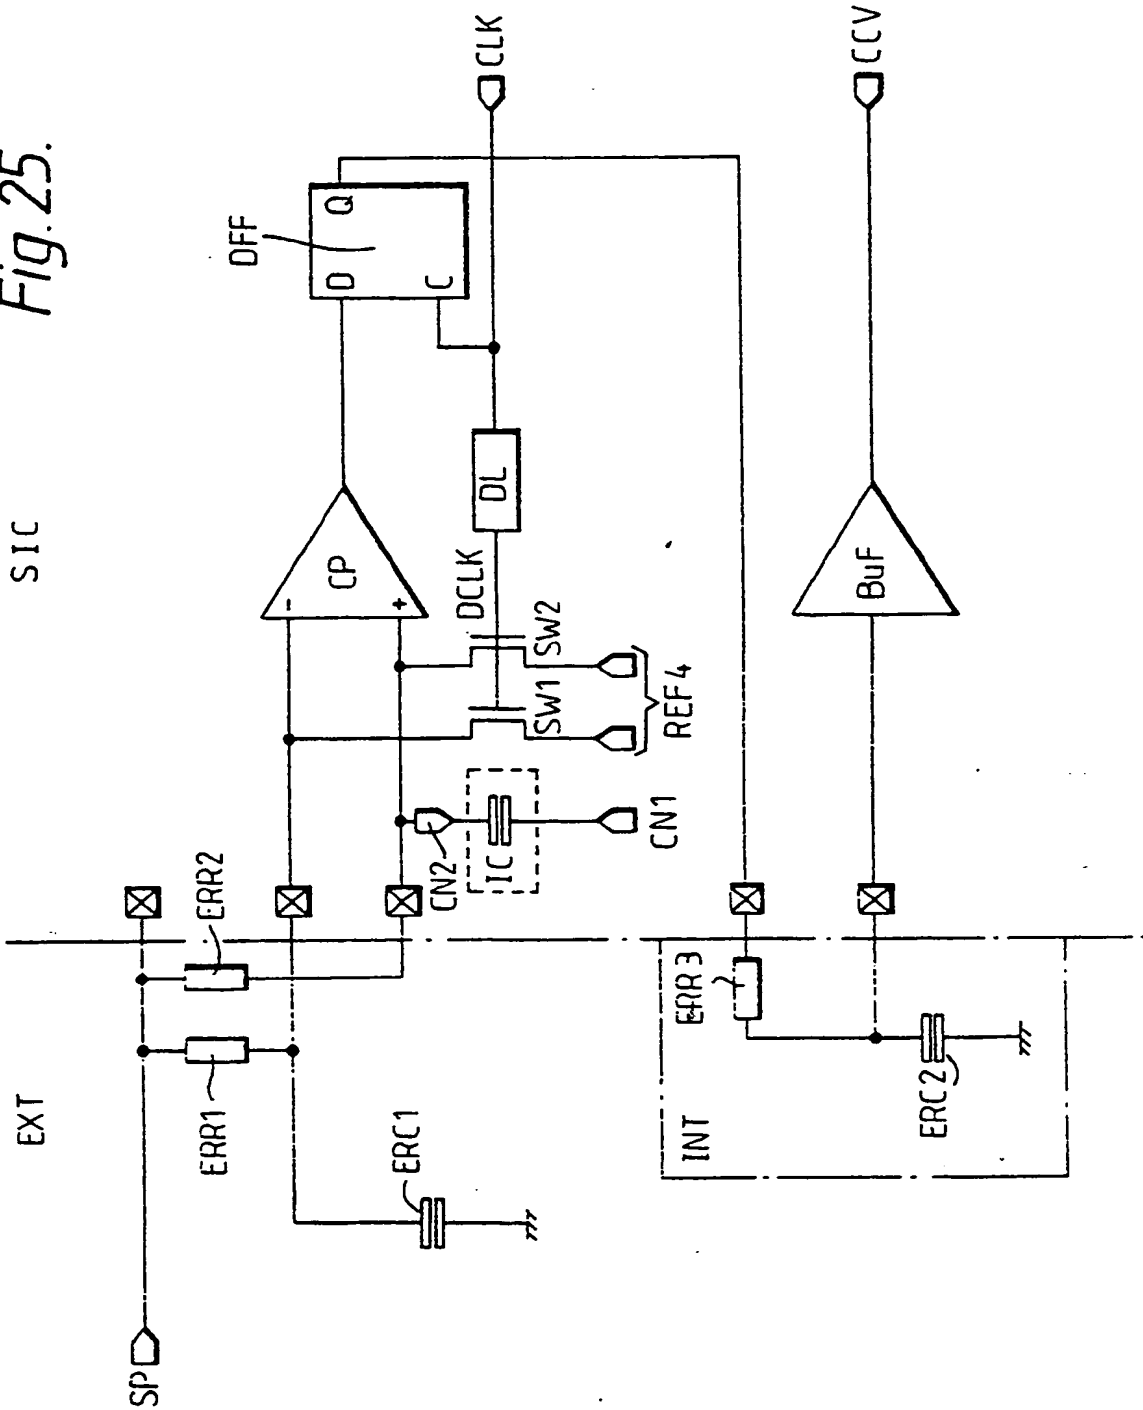 Fig. 25.
SIC
EXT
CLK
CCV
DFF
D
Q
C
CP
-
+
DL
DCLK
SW1
SW2
REF4
BuF
CN2
IC
CN1
ERR2
ERR1
ERC1
SP
ERR3
INT
ERC2